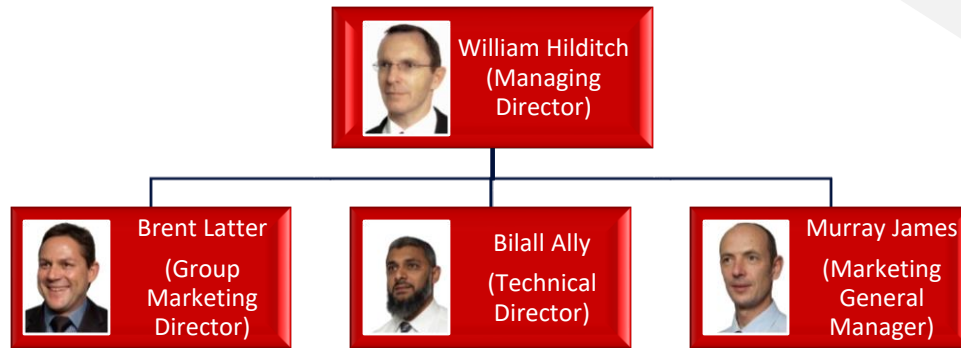 William Hilditch
(Managing
Director)
Brent Latter
(Group
Marketing
Director)
Bilall Ally
(Technical
Director)
Murray James
(Marketing
General
Manager)